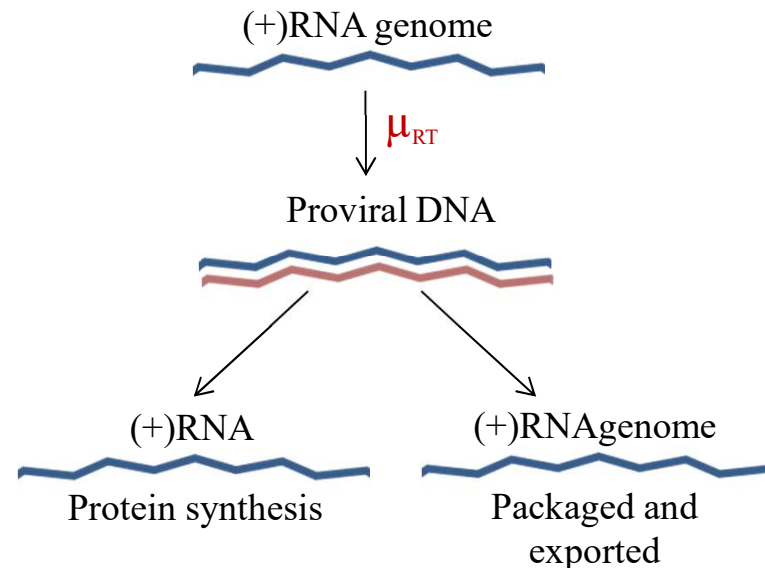 (+)RNA genome
μRT
Proviral DNA
(+)RNA
Protein synthesis
(+)RNAgenome
Packaged and
exported